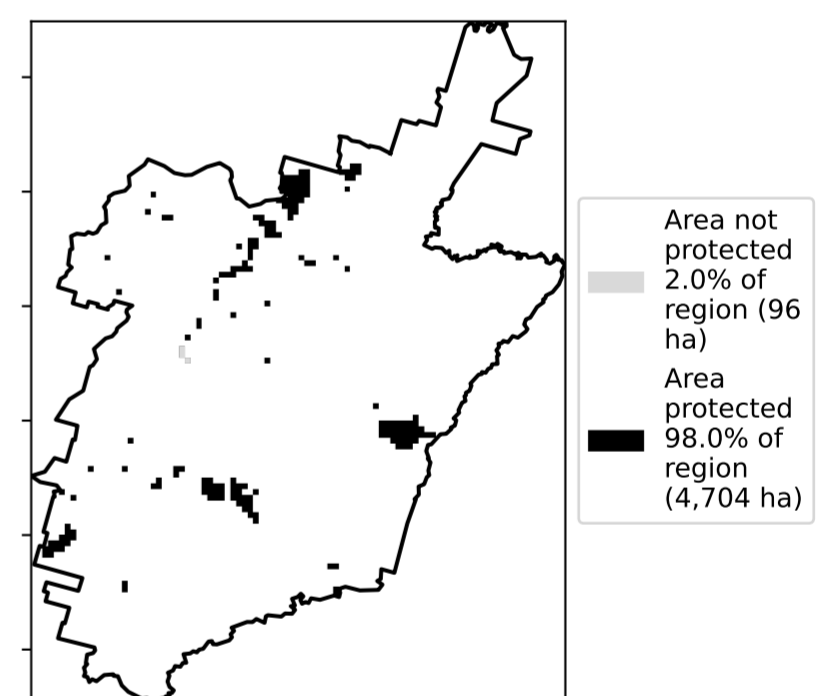 Area not
protected
2.0% of
region (96
ha)
Area
protected
98.0% of
region
(4,704 ha)